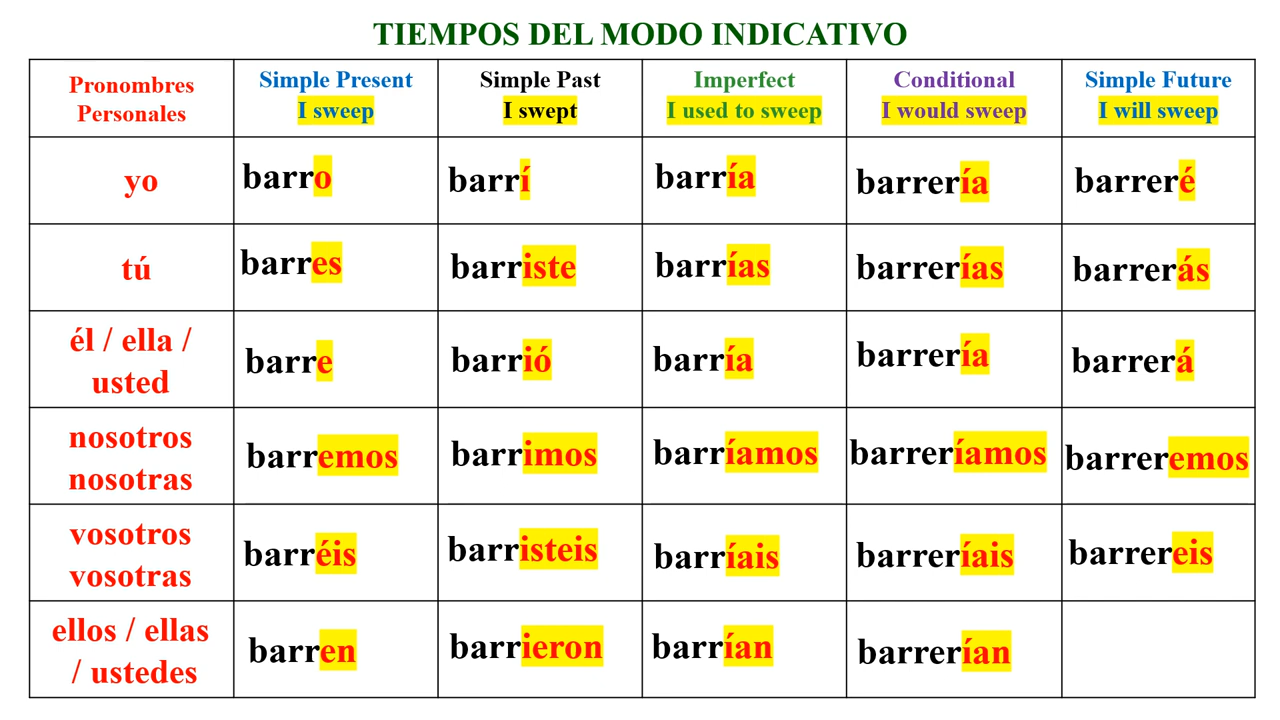 TIEMPOS DEL MODO INDICATIVO
Pronombres Personales | Simple Present I sweep | Simple Past I swept | Imperfect I used to sweep | Conditional I would sweep | Simple Future I will sweep
yo | barro | barrí | barría | barrería | barreré
tú | barres | barriste | barrías | barrerías | barrerás
él / ella / usted | barre | barrió | barría | barrería | barrerá
nosotros nosotras | barremos | barrimos | barríamos | barreríamos | barreremos
vosotros vosotras | barréis | barristeis | barríais | barreríais | barrereis
ellos / ellas / ustedes | barren | barrieron | barrían | barrerían